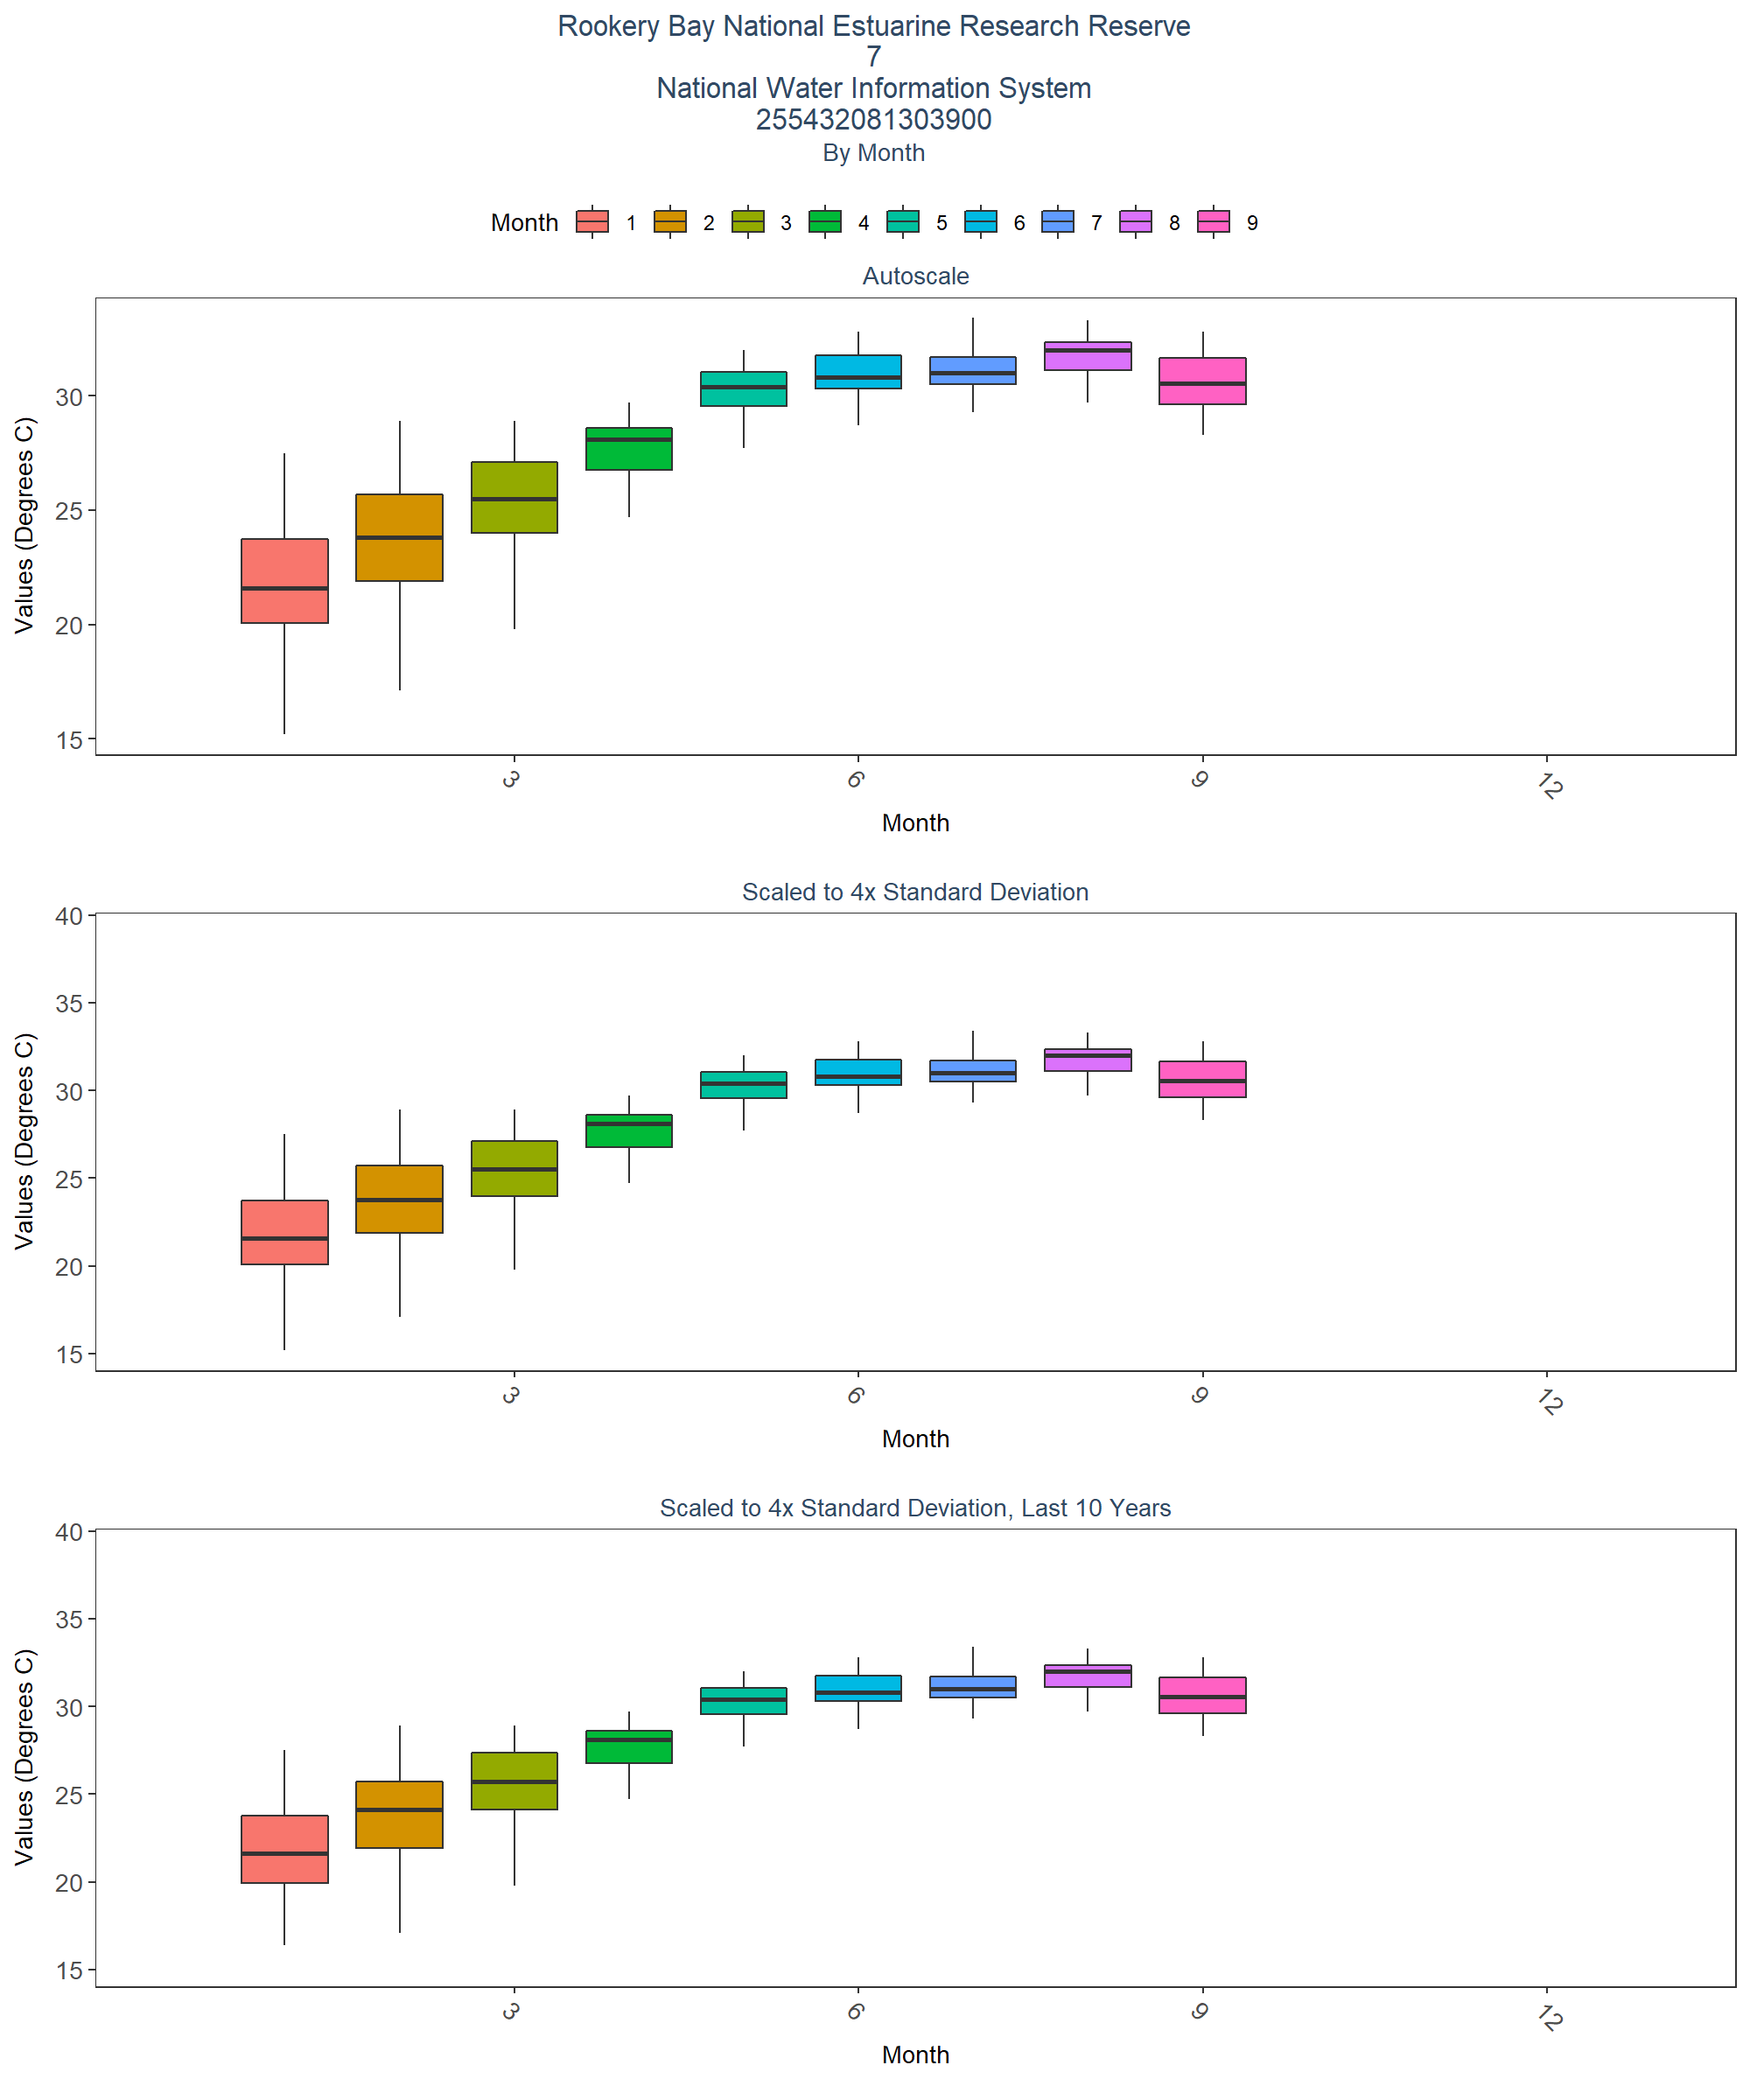 Rookery Bay National Estuarine Research Reserve
7
National Water Information System
255432081303900
By Month
Month 1 2 3 4 5 6 7 8 9
Autoscale
Values (Degrees C)
30
25
20
15
3 6 9 12
Month
Scaled to 4x Standard Deviation
Values (Degrees C)
40
35
30
25
20
15
3 6 9 12
Month
Scaled to 4x Standard Deviation, Last 10 Years
Values (Degrees C)
40
35
30
25
20
15
3 6 9 12
Month